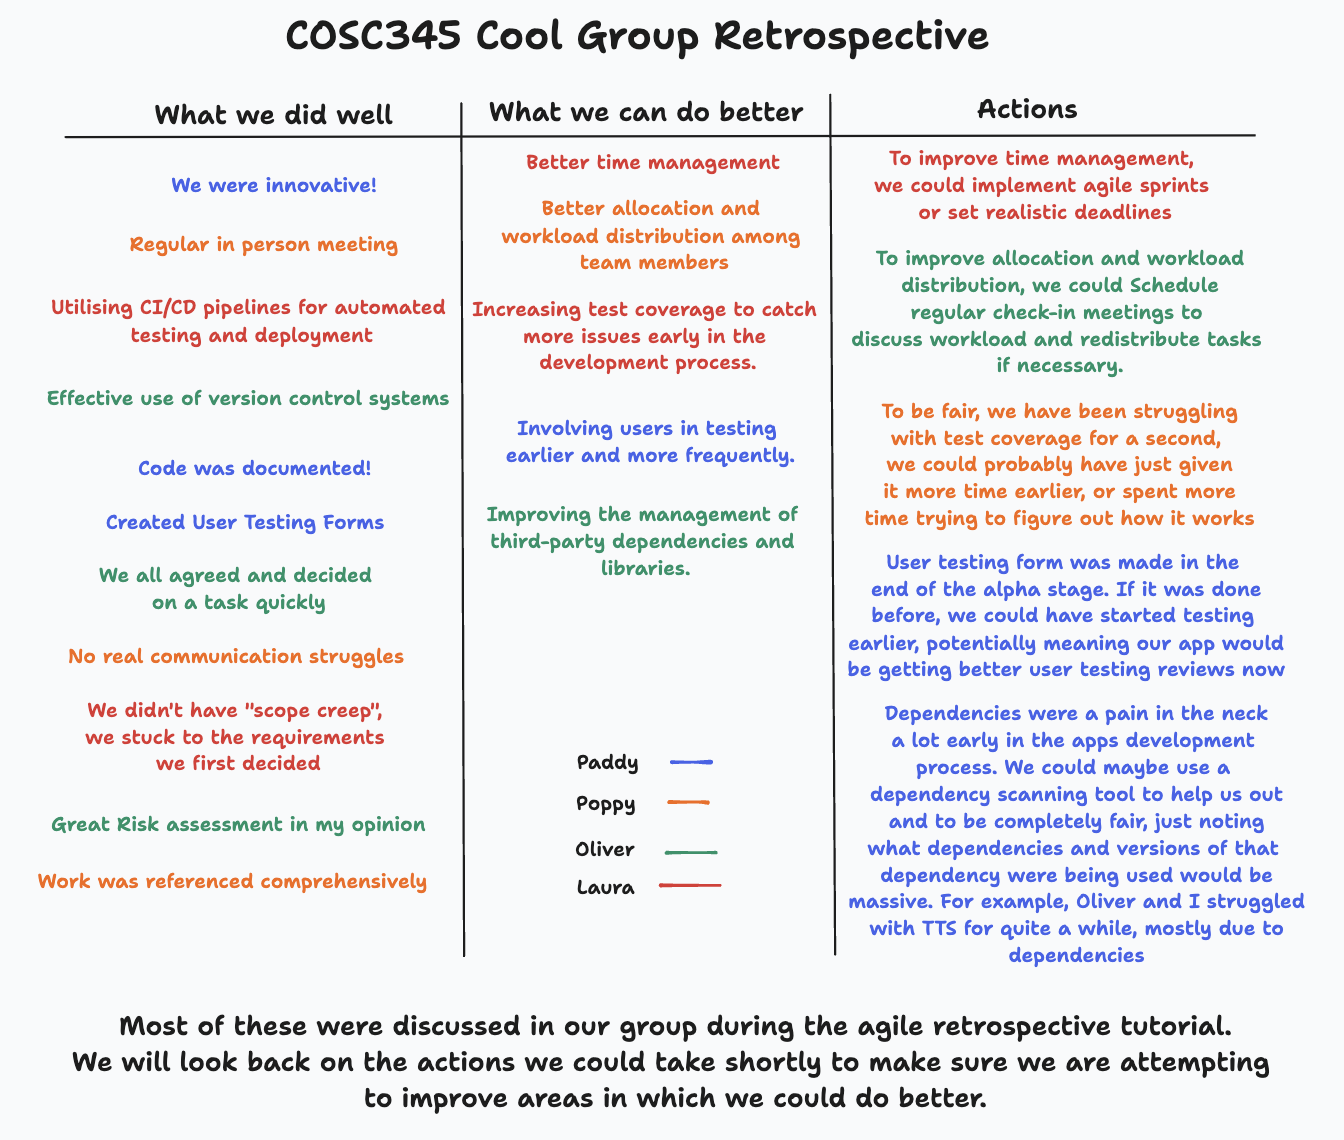 COSC345 Cool Group Retrospective
What we did well
We were innovative!
Regular in person meeting
Utilising CI/CD pipelines for automated
testing and deployment
Effective use of version control systems
Code was documented!
Created User Testing Forms
We all agreed and decided
on a task quickly
No real communication struggles
We didn't have "scope creep",
we stuck to the requirements
we first decided
Great Risk assessment in my opinion
Work was referenced comprehensively
What we can do better
Better time management
Better allocation and
workload distribution among
team members
Increasing test coverage to catch
more issues early in the
development process.
Involving users in testing
earlier and more frequently.
Improving the management of
third-party dependencies and
libraries.
Paddy
Poppy
Oliver
Laura
Actions
To improve time management,
we could implement agile sprints
or set realistic deadlines
To improve allocation and workload
distribution, we could Schedule
regular check-in meetings to
discuss workload and redistribute tasks
if necessary.
To be fair, we have been struggling
with test coverage for a second,
we could probably have just given
it more time earlier, or spent more
time trying to figure out how it works
User testing form was made in the
end of the alpha stage. If it was done
before, we could have started testing
earlier, potentially meaning our app would
be getting better user testing reviews now
Dependencies were a pain in the neck
a lot early in the apps development
process. We could maybe use a
dependency scanning tool to help us out
and to be completely fair, just noting
what dependencies and versions of that
dependency were being used would be
massive. For example, Oliver and I struggled
with TTS for quite a while, mostly due to
dependencies
Most of these were discussed in our group during the agile retrospective tutorial.
We will look back on the actions we could take shortly to make sure we are attempting
to improve areas in which we could do better.